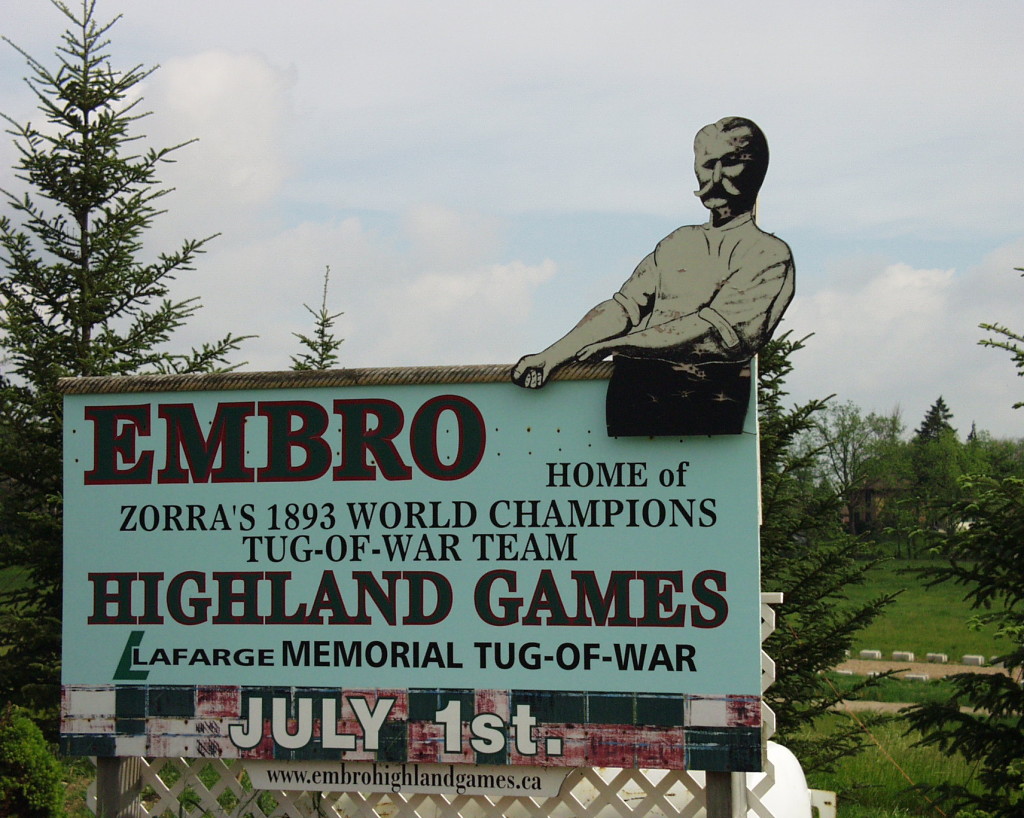 EMBRO
HOME of
ZORRA'S 1893 WORLD CHAMPIONS
TUG-OF-WAR TEAM
HIGHLAND GAMES
LAFARGE MEMORIAL TUG-OF-WAR
JULY 1st.
www.embrohighlandgames.ca